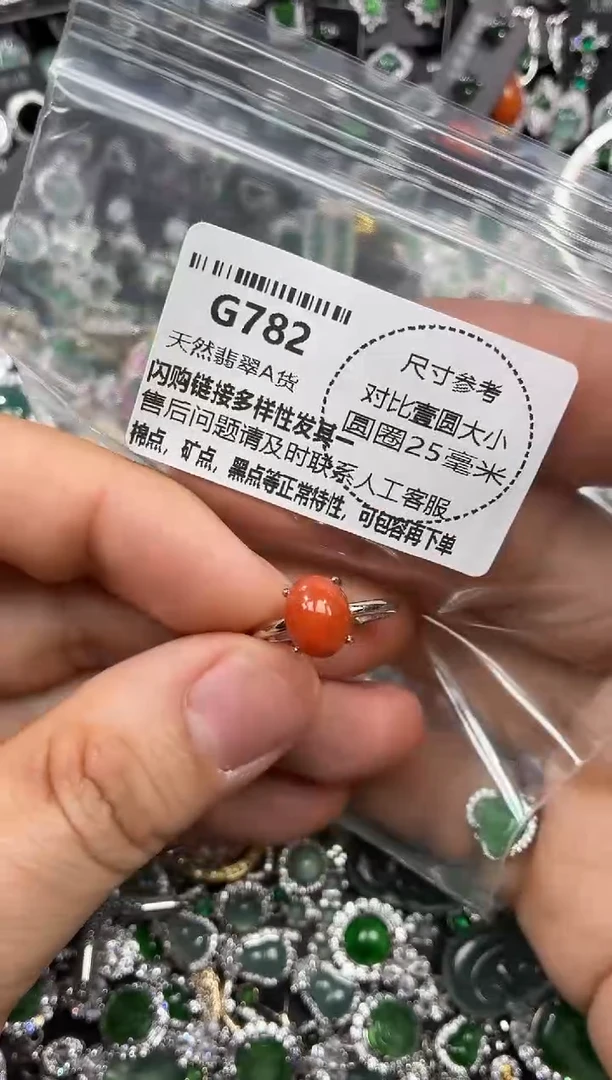 G782
天然翡翠A货
闪购链接多样性发其一
售后问题请及时联系人工客服
棉点，矿点，黑点等正常特性，可包容再下单
尺寸参考
对比壹圆大小
圆圈25毫米